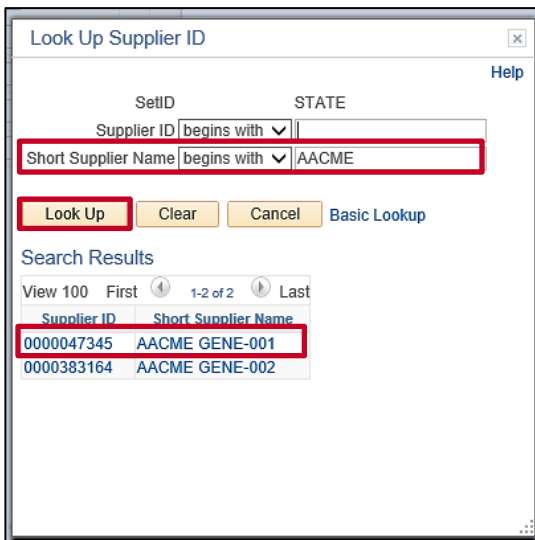 Look Up Supplier ID
Help
SetID STATE
Supplier ID begins with
Short Supplier Name begins with AACME
Look Up Clear Cancel Basic Lookup
Search Results
View 100 First 1-2 of 2 Last
Supplier ID Short Supplier Name
0000047345 AACME GENE-001
0000383164 AACME GENE-002